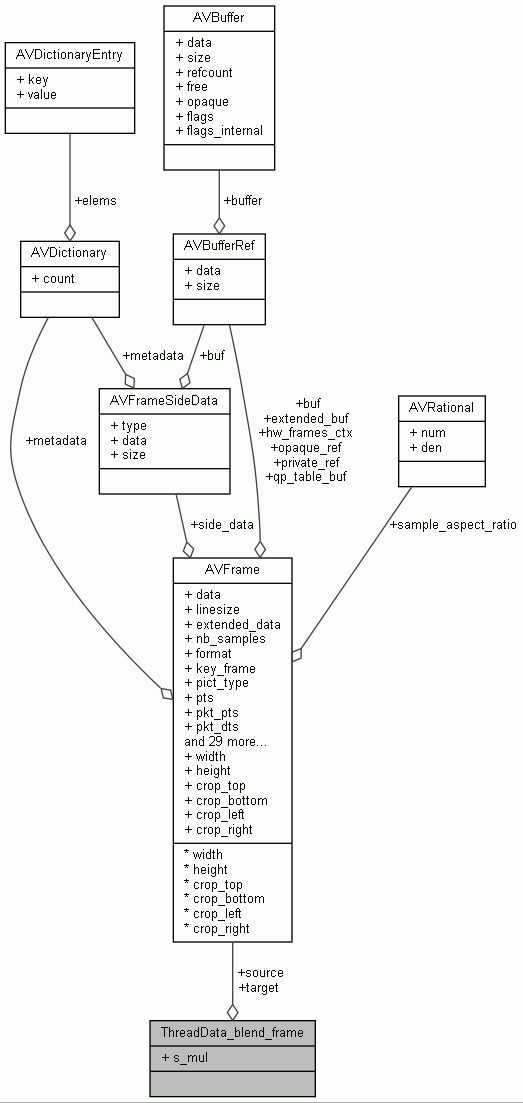 AVBuffer
+ data
+ size
+ refcount
+ free
+ opaque
+ flags
+ flags_internal
AVDictionaryEntry
+ key
+ value
+elems
+buffer
AVDictionary
+ count
AVBufferRef
+ data
+ size
+metadata
+buf
AVFrameSideData
+ type
+ data
+ size
+metadata
+buf
+extended_buf
+hw_frames_ctx
+opaque_ref
+private_ref
+qp_table_buf
AVRational
+ num
+ den
+side_data
+sample_aspect_ratio
AVFrame
+ data
+ linesize
+ extended_data
+ nb_samples
+ format
+ key_frame
+ pict_type
+ pts
+ pkt_pts
+ pkt_dts
and 29 more...
+ width
+ height
+ crop_top
+ crop_bottom
+ crop_left
+ crop_right
* width
* height
* crop_top
* crop_bottom
* crop_left
* crop_right
+source
+target
ThreadData_blend_frame
+ s_mul